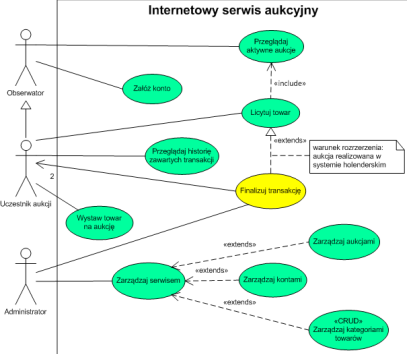 Internetowy serwis aukcyjny
Przeglądaj
aktywne aukcje
Obserwator
Załóż konto
«include»
Licytuj towar
«extends»
Przeglądaj historię
zawartych transakcji
warunek rozrzerzenia:
aukcja realizowana w
systemie holenderskim
2
Uczestnik aukcji
Finalizuj transakcję
Wystaw towar
na aukcję
«extends»
Zarządzaj aukcjami
Zarządzaj serwisem
«extends»
Zarządzaj kontami
«extends»
Administrator
«CRUD»
Zarządzaj kategoriami
towarów